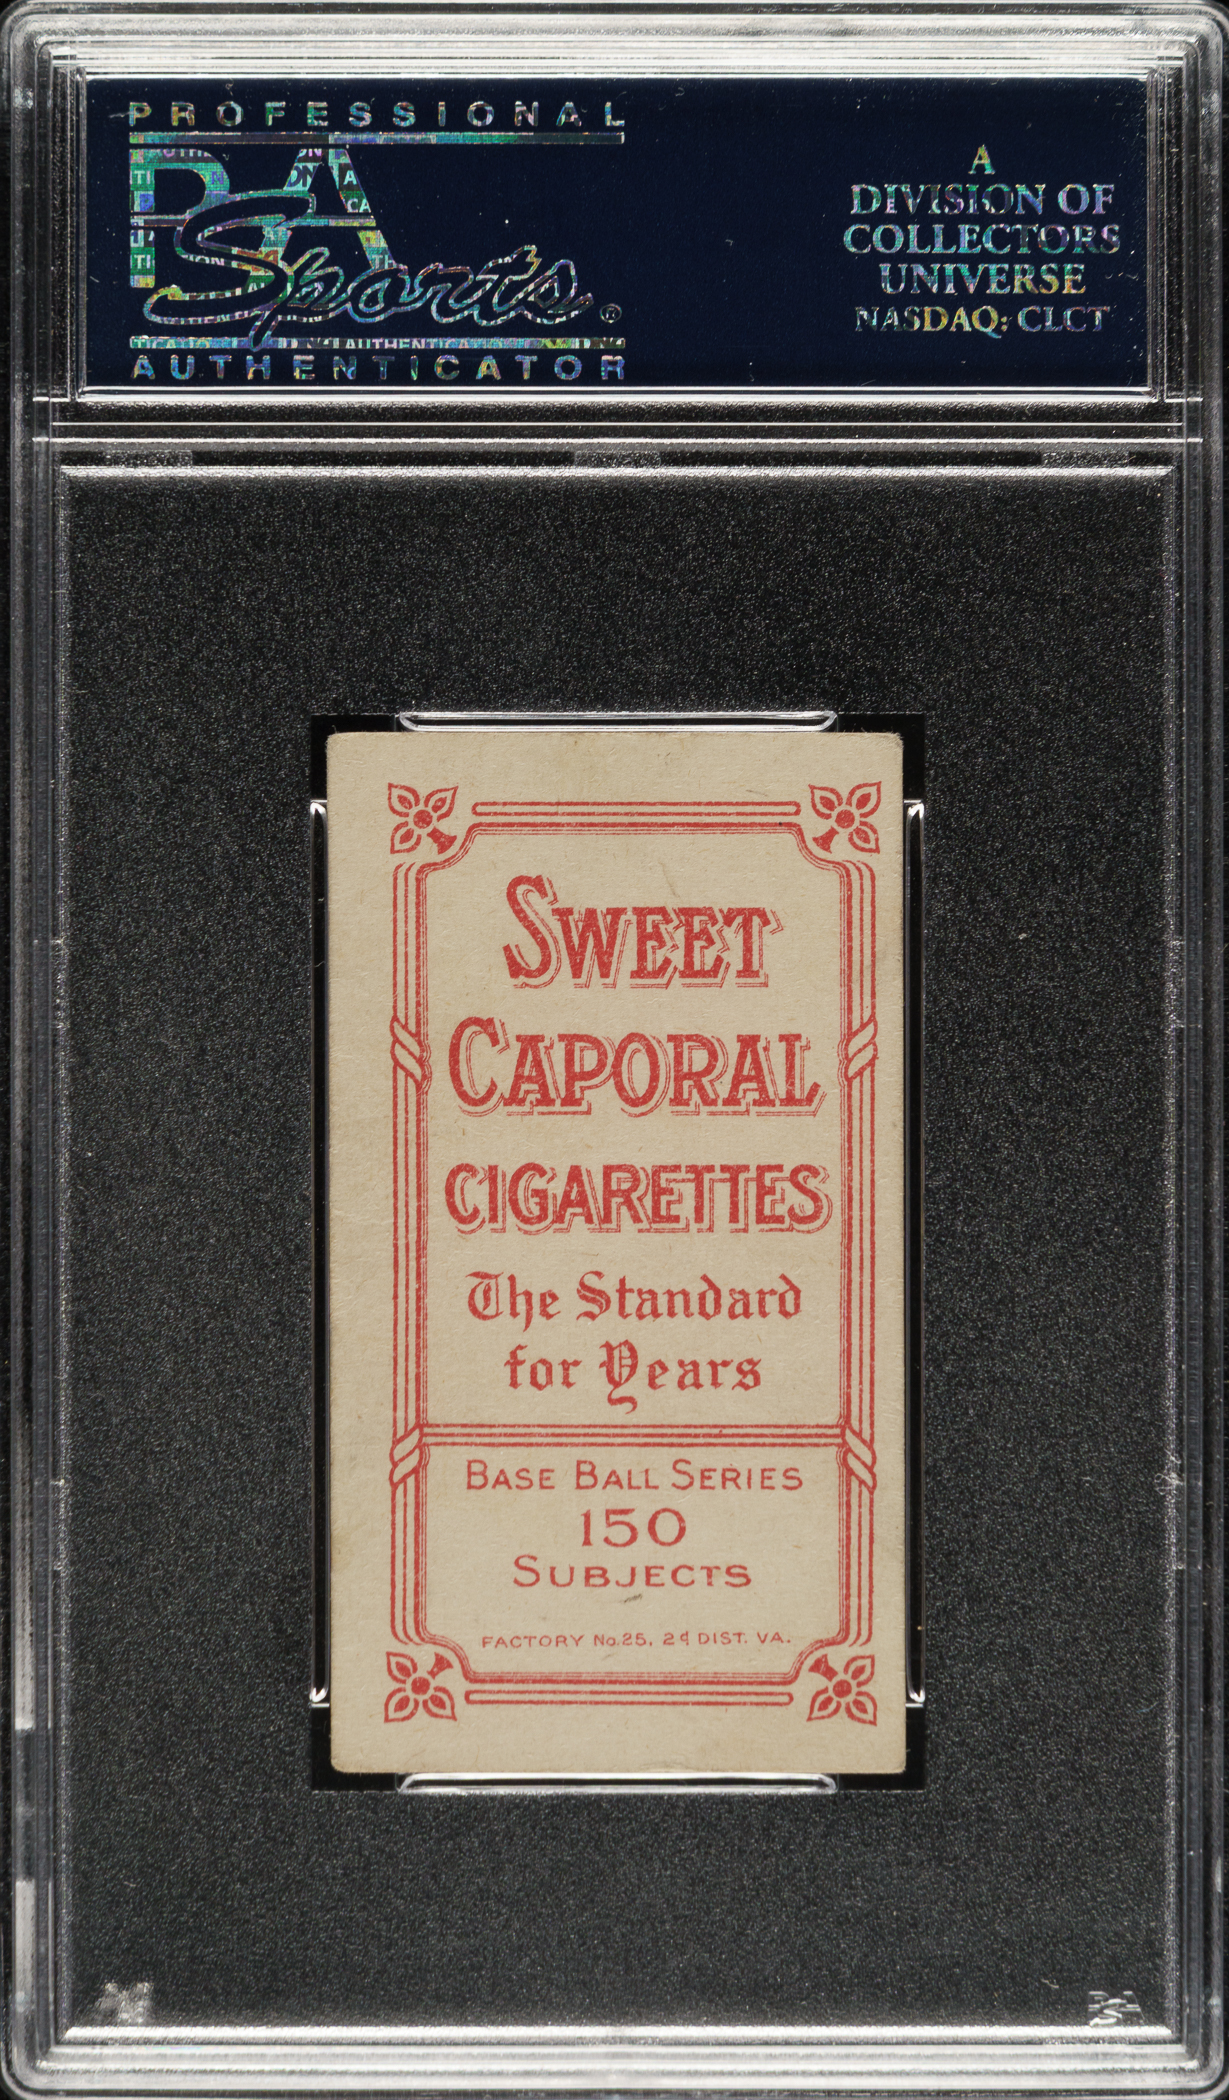 PROFESSIONAL
PSA
Sports®
AUTHENTICATOR
A
DIVISION OF
COLLECTORS
UNIVERSE
NASDAQ: CLCT
SWEET
CAPORAL
CIGARETTES
The Standard
for Years
BASE BALL SERIES
150
SUBJECTS
FACTORY No.25, 2d DIST. VA.
PSA